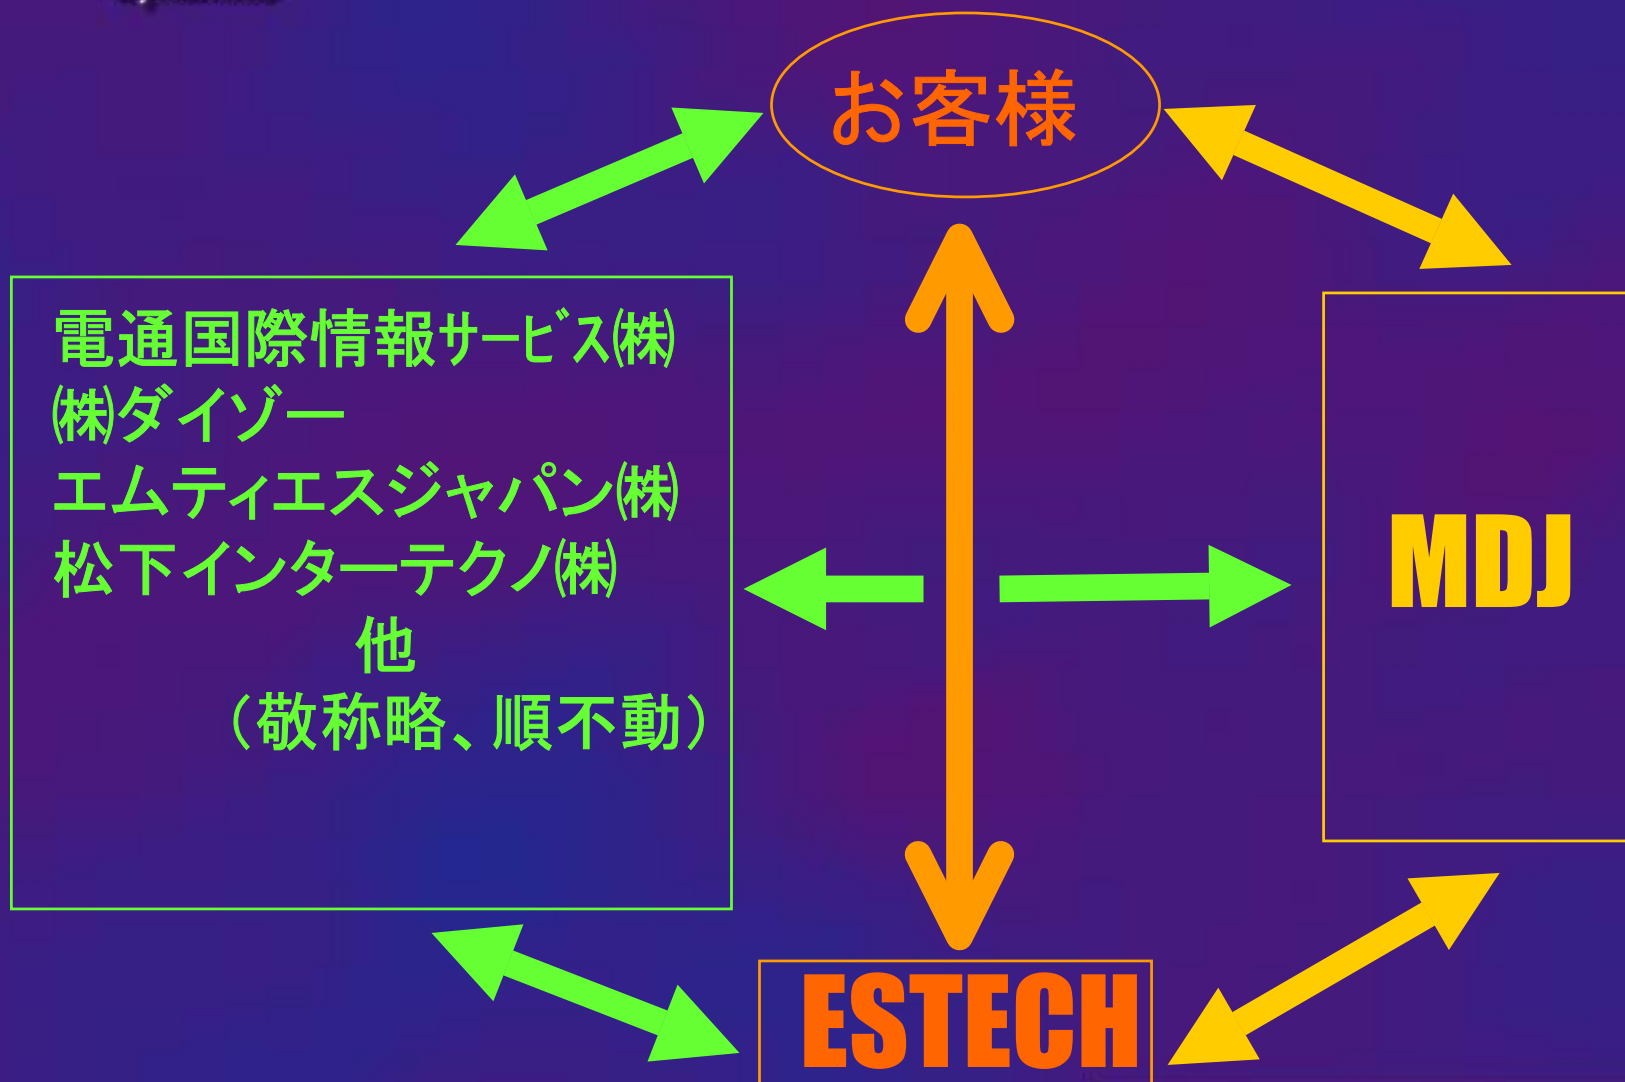 お客様
電通国際情報サービス㈱
㈱ダイゾー
エムティエスジャパン㈱
松下インターテクノ㈱
他
（敬称略、順不動）
MDJ
ESTECH